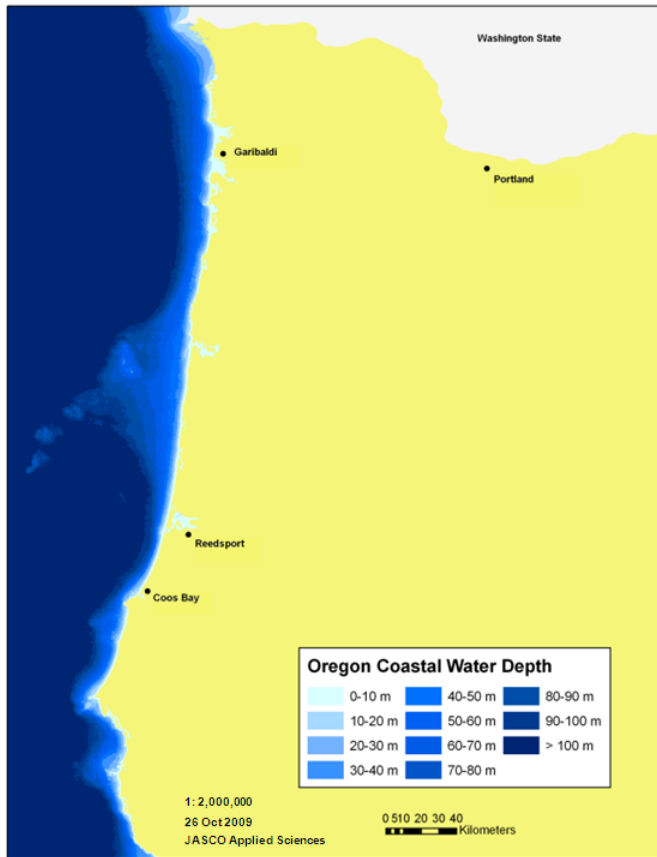 Washington State
Garibaldi
Portland
Reedsport
Coos Bay
Oregon Coastal Water Depth
0-10 m
40-50 m
80-90 m
10-20 m
50-60 m
90-100 m
20-30 m
60-70 m
> 100 m
30-40 m
70-80 m
1: 2,000,000
26 Oct 2009
JASCO Applied Sciences
0 5 10 20 30 40
Kilometers